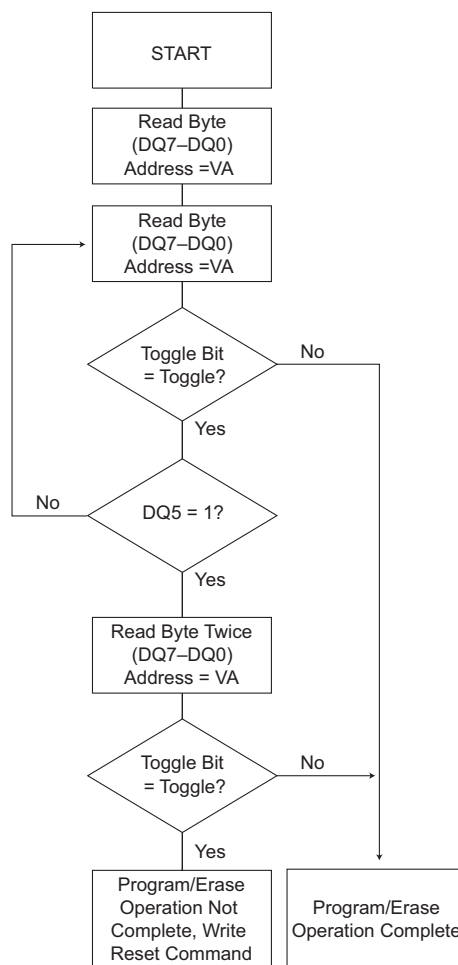 START
Read Byte
(DQ7–DQ0)
Address =VA
Read Byte
(DQ7–DQ0)
Address =VA
Toggle Bit
= Toggle?
No
Yes
No
DQ5 = 1?
Yes
Read Byte Twice
(DQ7–DQ0)
Address = VA
Toggle Bit
= Toggle?
No
Yes
Program/Erase
Operation Not
Complete, Write
Reset Command
Program/Erase
Operation Complete